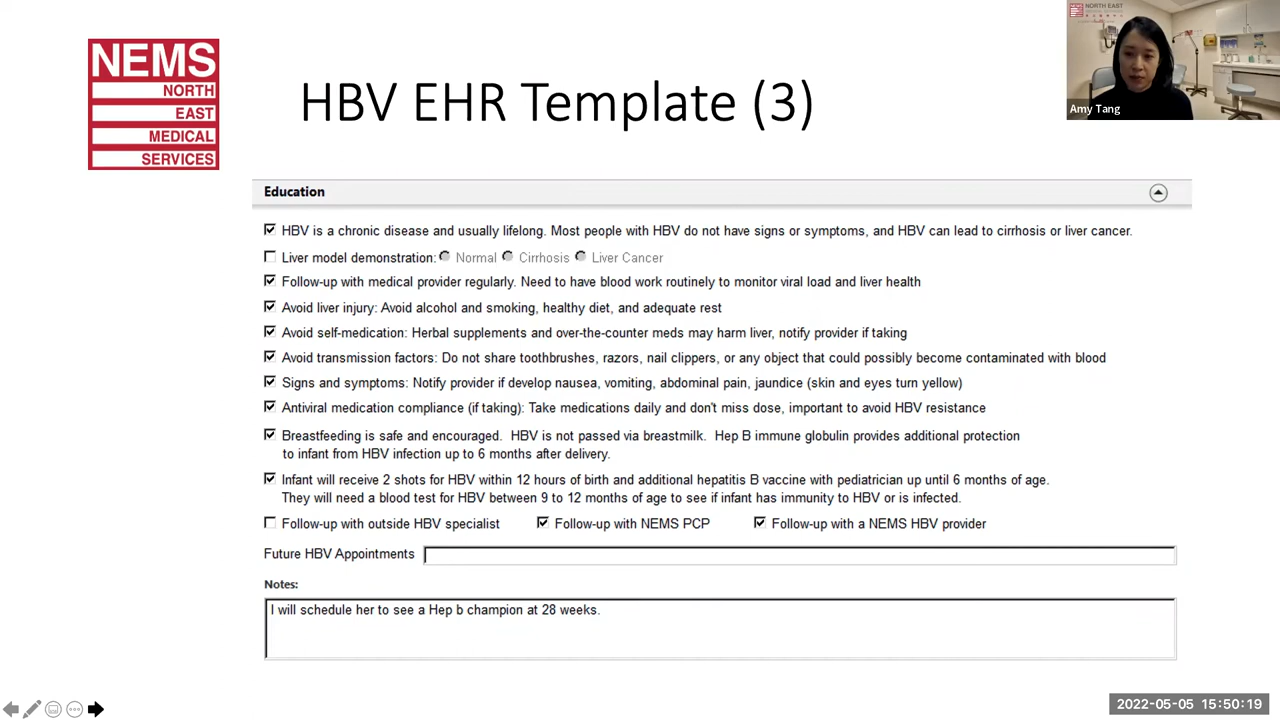 NEMS
NORTH
EAST
MEDICAL
SERVICES
HBV EHR Template (3)
NORTH EAST
Amy Tang
Education
HBV is a chronic disease and usually lifelong. Most people with HBV do not have signs or symptoms, and HBV can lead to cirrhosis or liver cancer.
Liver model demonstration: Normal Cirrhosis Liver Cancer
Follow-up with medical provider regularly. Need to have blood work routinely to monitor viral load and liver health
Avoid liver injury: Avoid alcohol and smoking, healthy diet, and adequate rest
Avoid self-medication: Herbal supplements and over-the-counter meds may harm liver, notify provider if taking
Avoid transmission factors: Do not share toothbrushes, razors, nail clippers, or any object that could possibly become contaminated with blood
Signs and symptoms: Notify provider if develop nausea, vomiting, abdominal pain, jaundice (skin and eyes turn yellow)
Antiviral medication compliance (if taking): Take medications daily and don't miss dose, important to avoid HBV resistance
Breastfeeding is safe and encouraged. HBV is not passed via breastmilk. Hep B immune globulin provides additional protection
to infant from HBV infection up to 6 months after delivery.
Infant will receive 2 shots for HBV within 12 hours of birth and additional hepatitis B vaccine with pediatrician up until 6 months of age.
They will need a blood test for HBV between 9 to 12 months of age to see if infant has immunity to HBV or is infected.
Follow-up with outside HBV specialist Follow-up with NEMS PCP Follow-up with a NEMS HBV provider
Future HBV Appointments
Notes:
I will schedule her to see a Hep b champion at 28 weeks.
2022-05-05 15:50:19